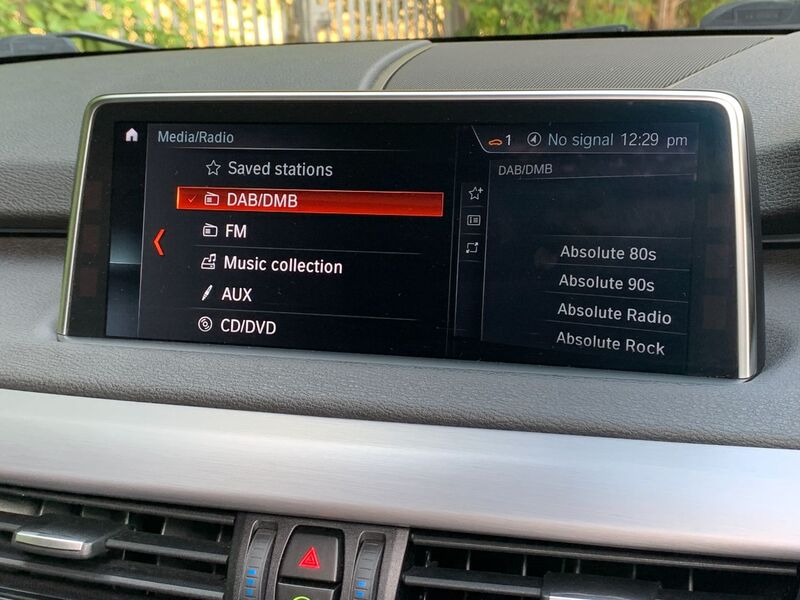 Media/Radio
1 No signal 12:29 pm
Saved stations
DAB/DMB
FM
Music collection
AUX
CD/DVD
DAB/DMB
Absolute 80s
Absolute 90s
Absolute Radio
Absolute Rock